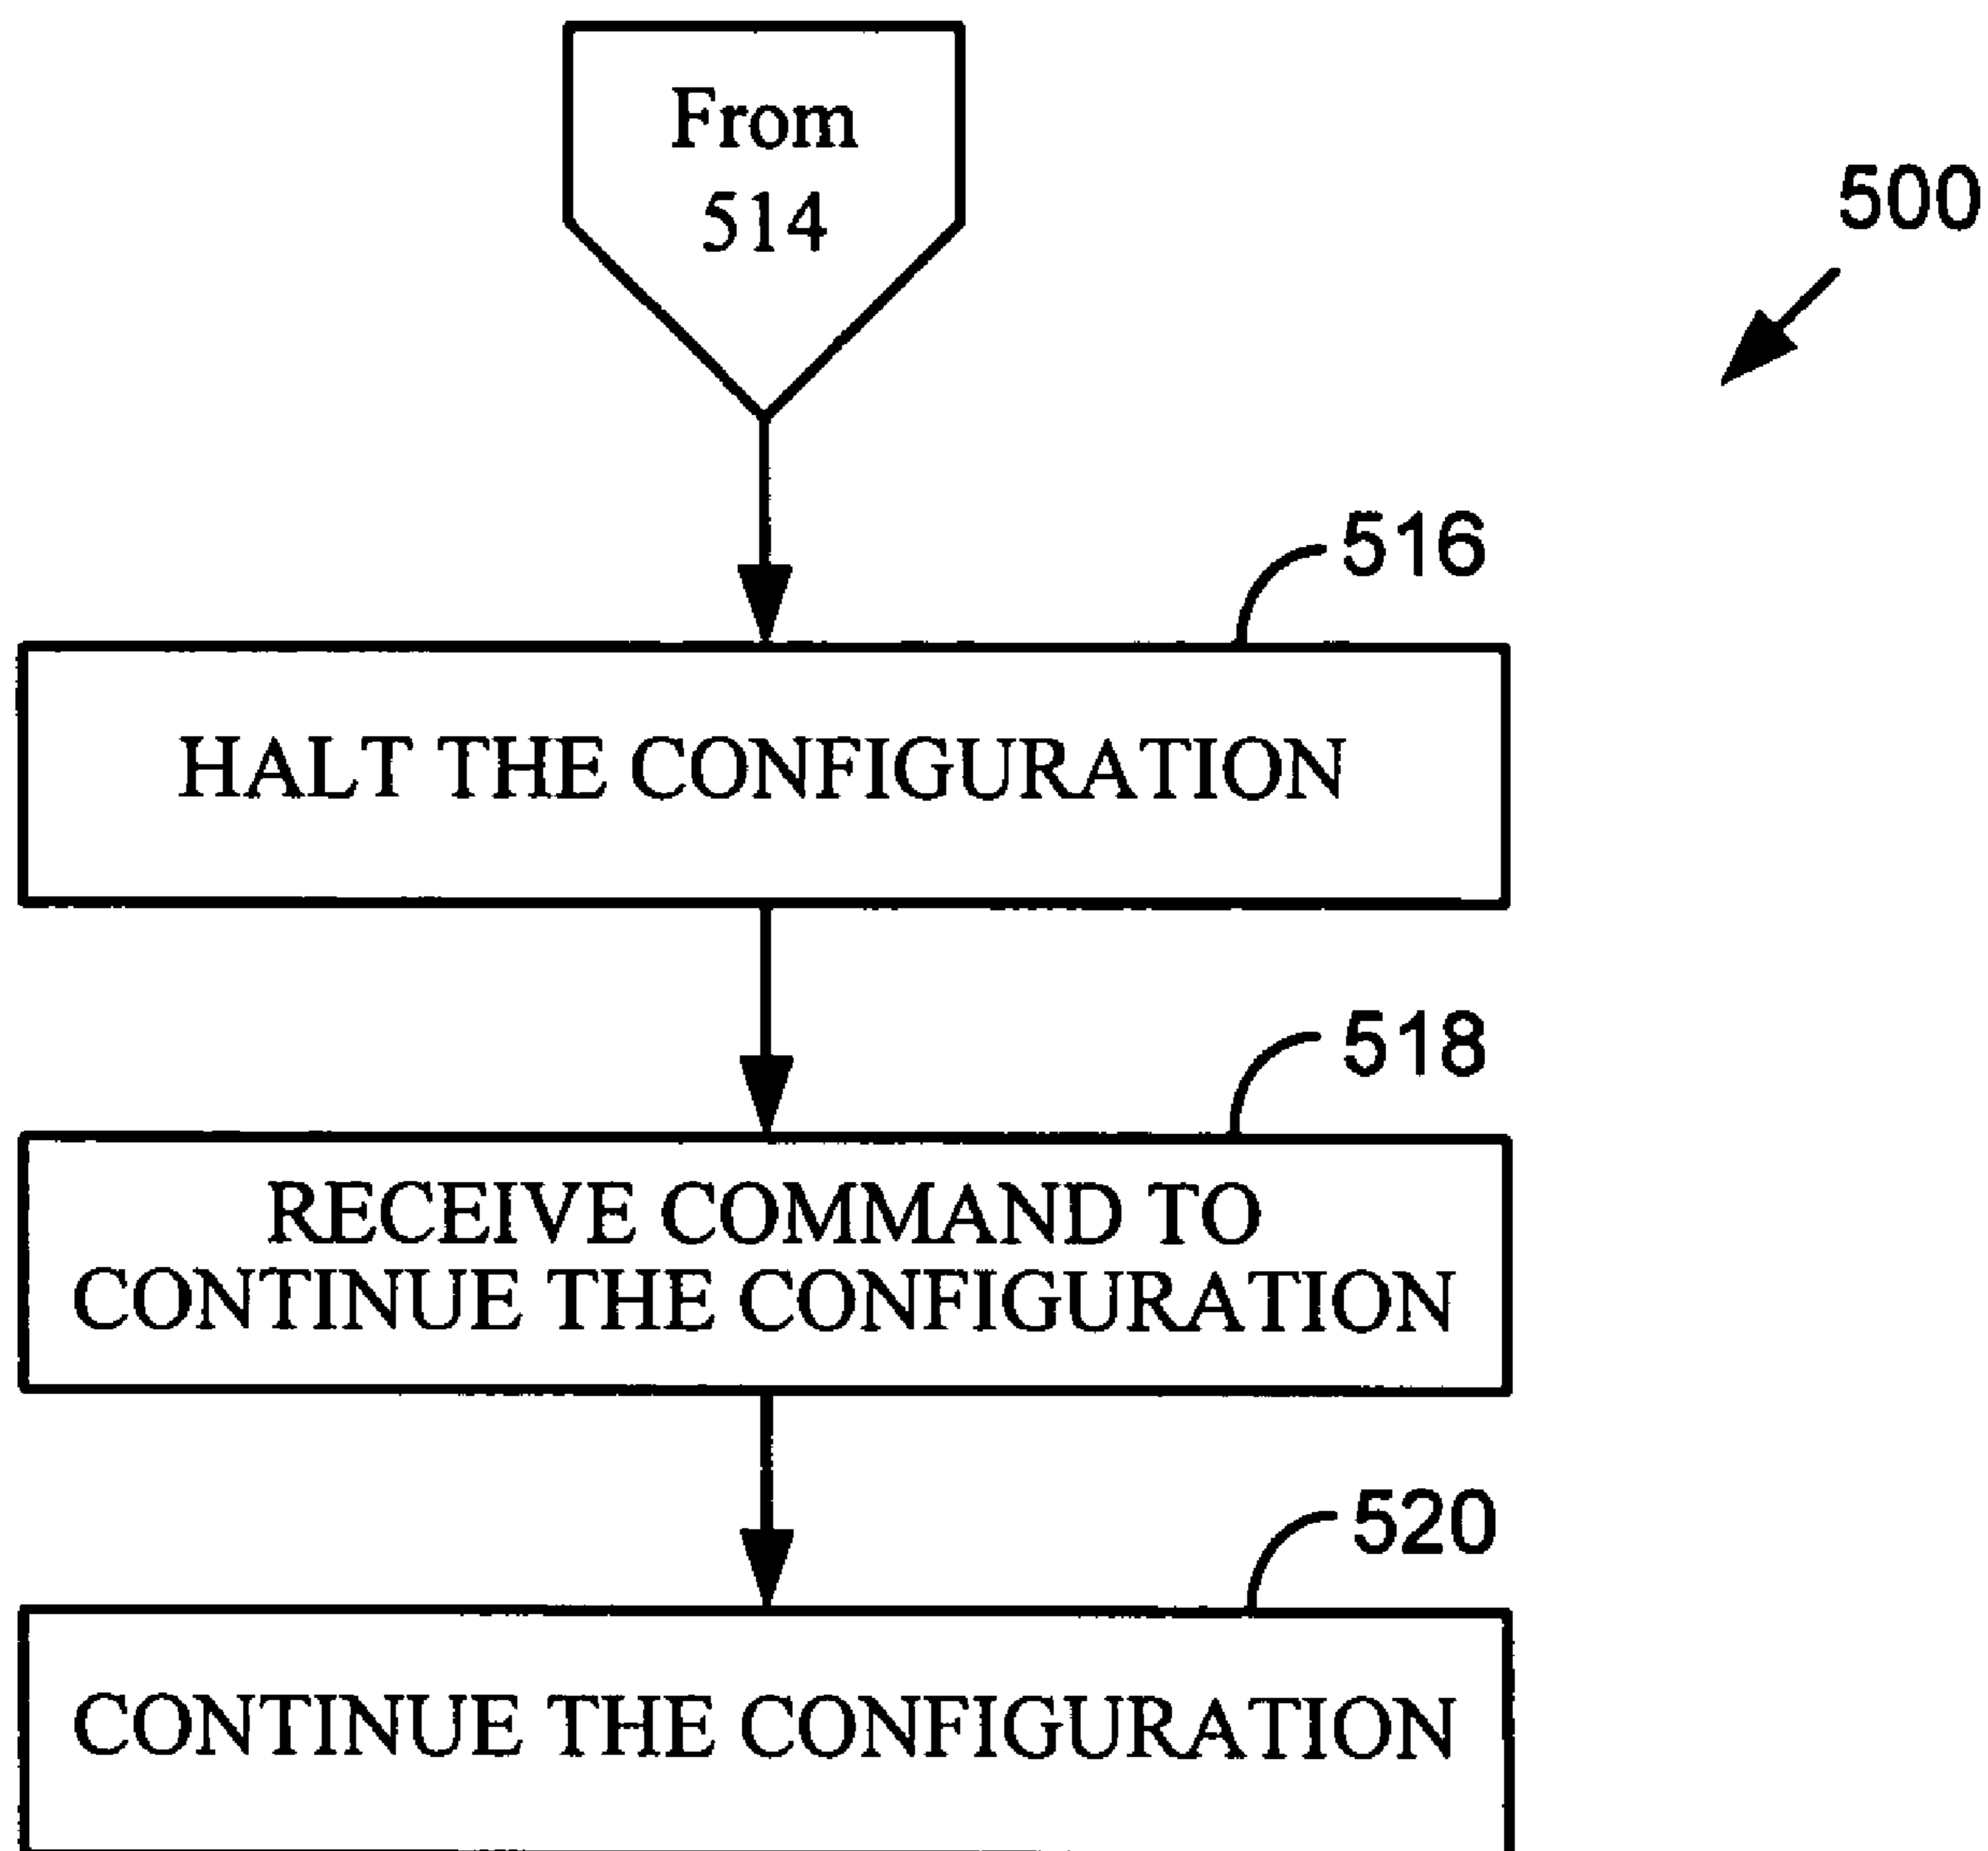 From
514
500
516
HALT THE CONFIGURATION
518
RECEIVE COMMAND TO
CONTINUE THE CONFIGURATION
520
CONTINUE THE CONFIGURATION